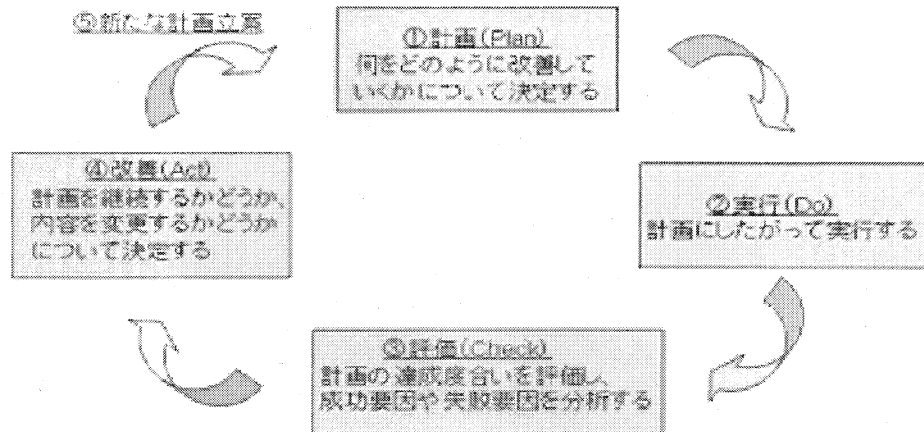 ①計画(Plan)
何をどのように改善して
いくかについて決定する
②実行(Do)
計画にしたがって実行する
③評価(Check)
計画の達成度合いを評価し、
成功要因や失敗要因を分析する
④改善(Act)
計画を継続するかどうか、
内容を変更するかどうか
について決定する
⑤新たな計画立案